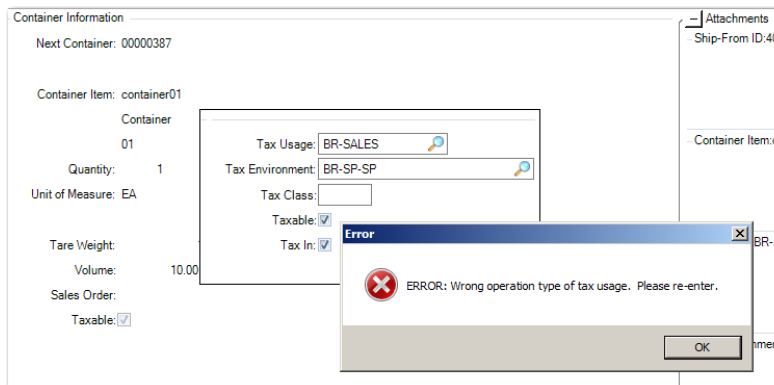 Container Information
Attachments
Next Container: 00000387
Ship-From ID:40
Container Item: container01
Container
01
Container Item:
Tax Usage: BR-SALES
Quantity: 1
Tax Environment: BR-SP-SP
Unit of Measure: EA
Tax Class:
Taxable:
Error
Tare Weight:
Tax In:
BR-
Volume: 10.00
ERROR: Wrong operation type of tax usage. Please re-enter.
Sales Order:
Taxable:
OK